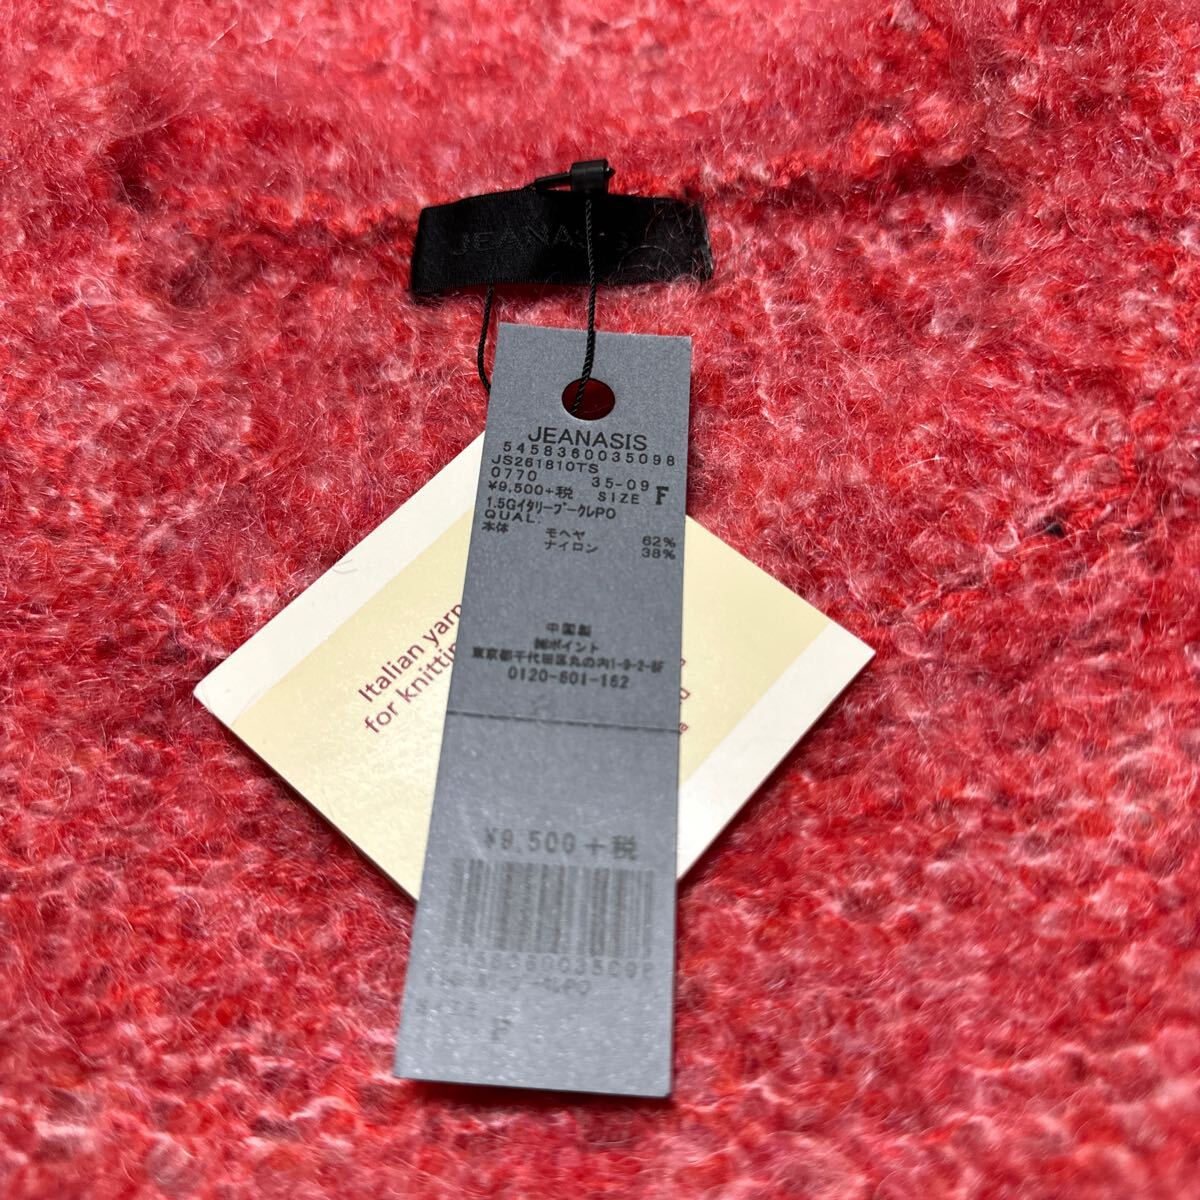 JEANASIS
JEANASIS
5458360035098
JS261810TS
0770 35-09
¥9,500+税 SIZE F
1.5Gイタリーブークレ PO
QUAL.
本体 モヘヤ 62%
ナイロン 38%
中国製
㈱ポイント
東京都千代田区丸の内1-9-2-8F
0120-601-162
Italian yarn
for knitting
¥9,500+税
F